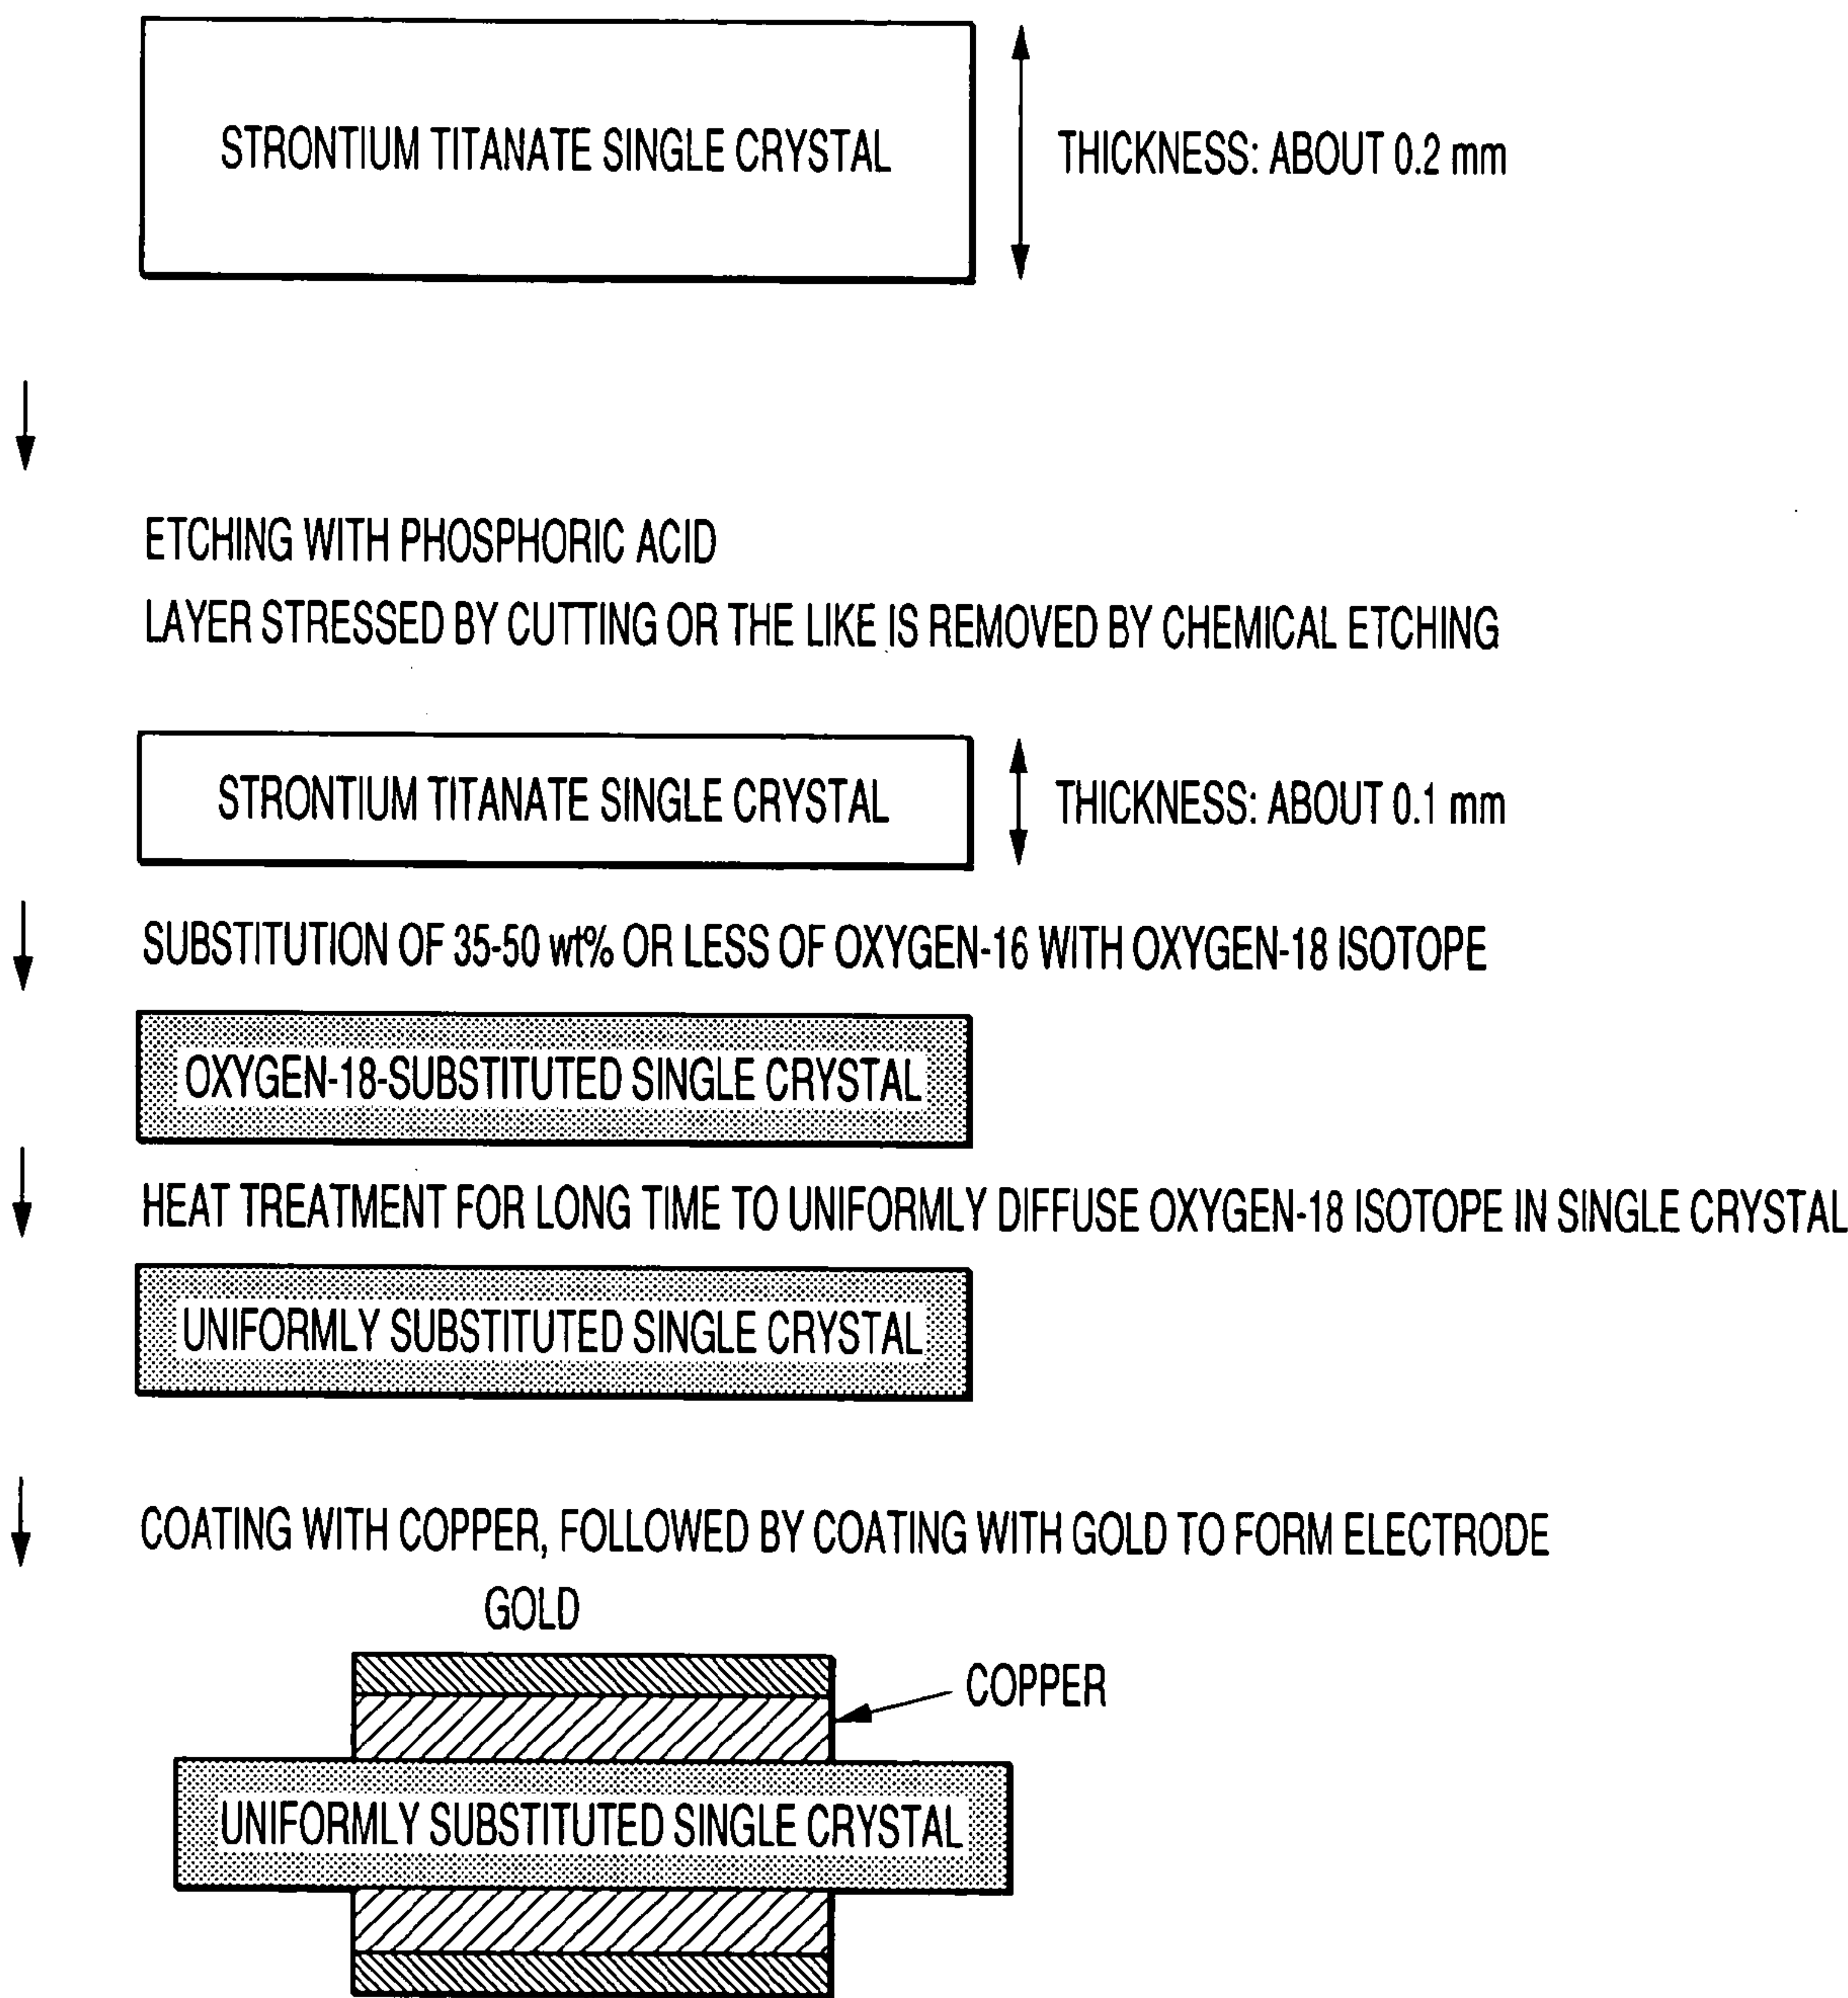 STRONTIUM TITANATE SINGLE CRYSTAL
THICKNESS: ABOUT 0.2 mm
ETCHING WITH PHOSPHORIC ACID
LAYER STRESSED BY CUTTING OR THE LIKE IS REMOVED BY CHEMICAL ETCHING
STRONTIUM TITANATE SINGLE CRYSTAL
THICKNESS: ABOUT 0.1 mm
SUBSTITUTION OF 35-50 wt% OR LESS OF OXYGEN-16 WITH OXYGEN-18 ISOTOPE
OXYGEN-18-SUBSTITUTED SINGLE CRYSTAL
HEAT TREATMENT FOR LONG TIME TO UNIFORMLY DIFFUSE OXYGEN-18 ISOTOPE IN SINGLE CRYSTAL
UNIFORMLY SUBSTITUTED SINGLE CRYSTAL
COATING WITH COPPER, FOLLOWED BY COATING WITH GOLD TO FORM ELECTRODE
GOLD
COPPER
UNIFORMLY SUBSTITUTED SINGLE CRYSTAL